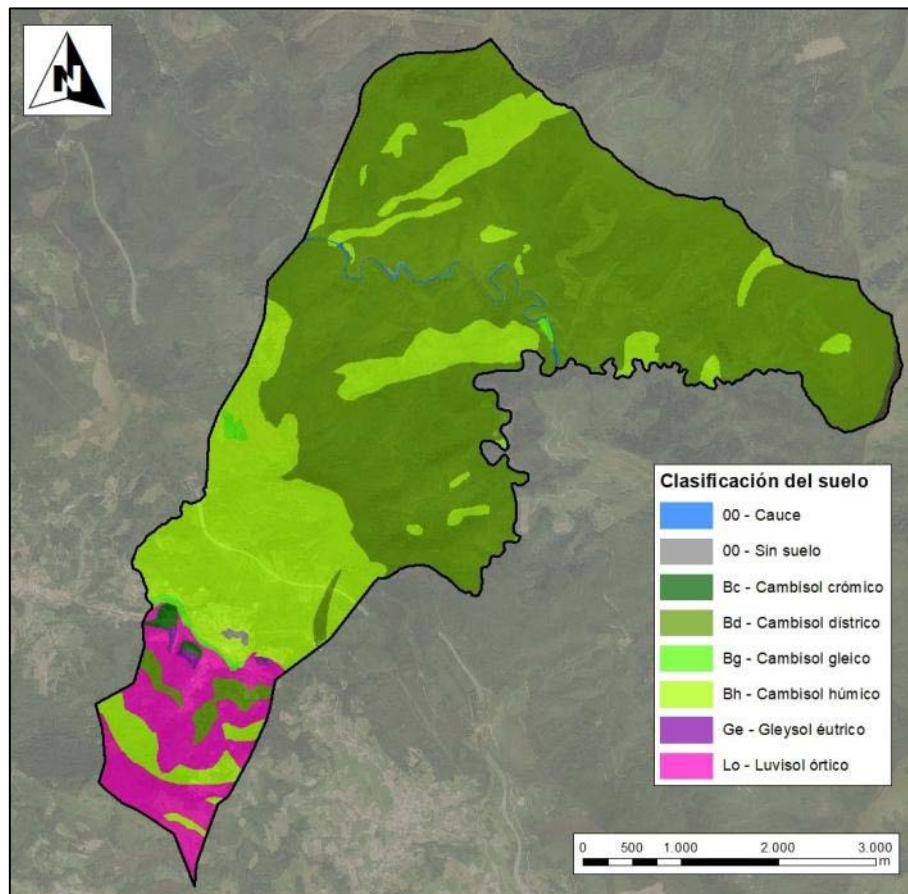 N
Clasificación del suelo
00 - Cauce
00 - Sin suelo
Bc - Cambisol crómico
Bd - Cambisol dístrico
Bg - Cambisol gleico
Bh - Cambisol húmico
Ge - Gleysol éutrico
Lo - Luvisol órtico
0 500 1.000 2.000 3.000
m